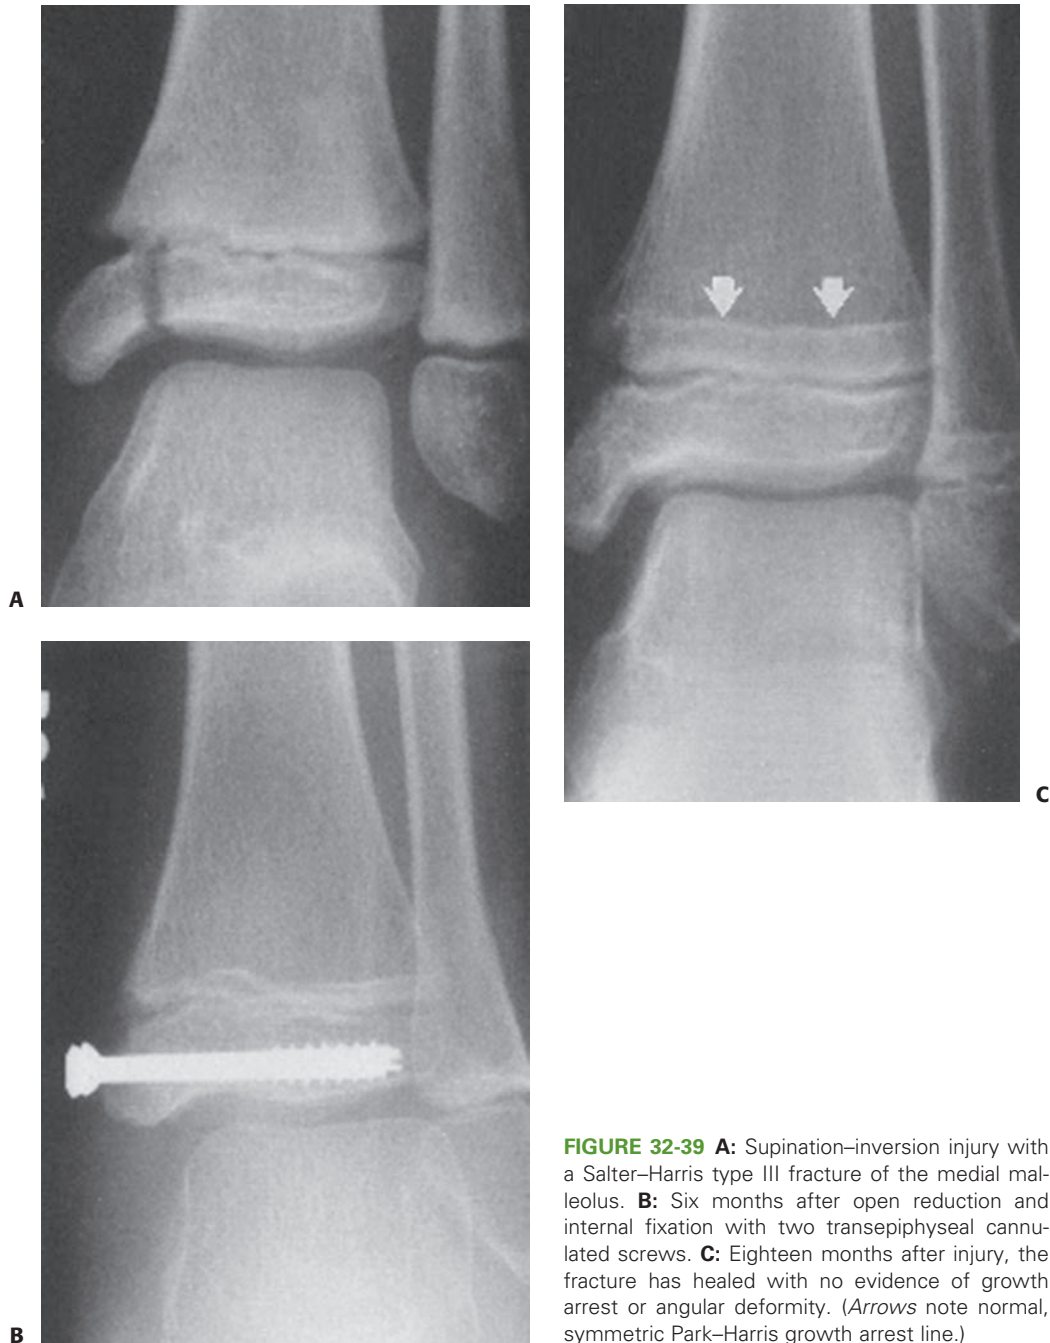 A
C
B
FIGURE 32-39 A: Supination–inversion injury with
a Salter–Harris type III fracture of the medial mal-
leolus. B: Six months after open reduction and
internal fixation with two transepiphyseal cannu-
lated screws. C: Eighteen months after injury, the
fracture has healed with no evidence of growth
arrest or angular deformity. (Arrows note normal,
symmetric Park–Harris growth arrest line.)